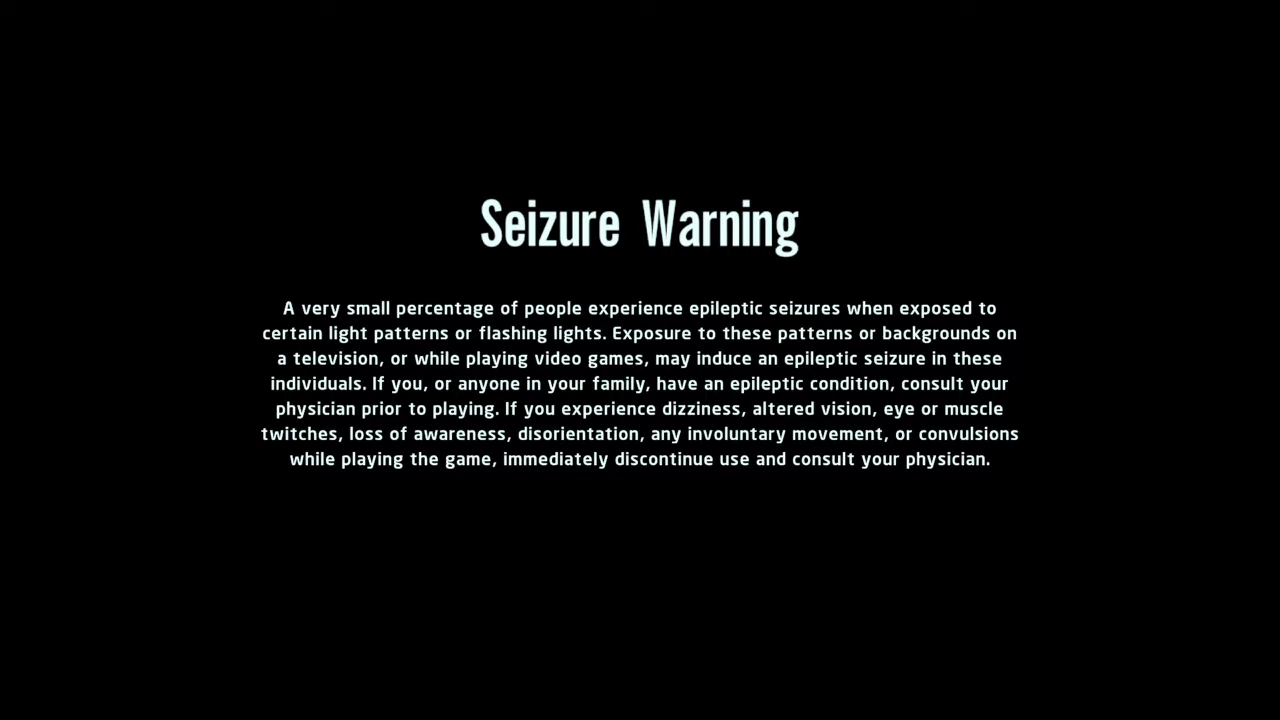 Seizure Warning
A very small percentage of people experience epileptic seizures when exposed to
certain light patterns or flashing lights. Exposure to these patterns or backgrounds on
a television, or while playing video games, may induce an epileptic seizure in these
individuals. If you, or anyone in your family, have an epileptic condition, consult your
physician prior to playing. If you experience dizziness, altered vision, eye or muscle
twitches, loss of awareness, disorientation, any involuntary movement, or convulsions
while playing the game, immediately discontinue use and consult your physician.